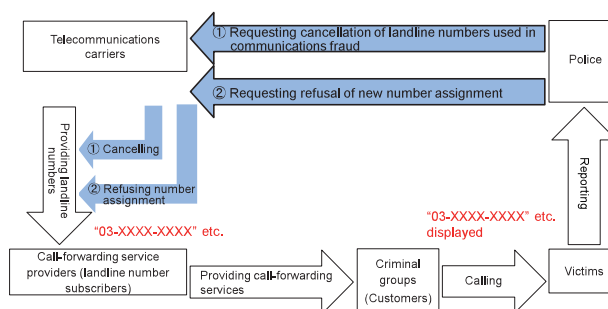 Telecommunications
carriers
① Requesting cancellation of landline numbers used in
communications fraud
Police
② Requesting refusal of new number assignment
Providing landline
numbers
① Cancelling
② Refusing number
assignment
Reporting
"03-XXXX-XXXX" etc.
"03-XXXX-XXXX" etc.
displayed
Call-forwarding service
providers (landline number
subscribers)
Providing call-forwarding
services
Criminal
groups
(Customers)
Calling
Victims